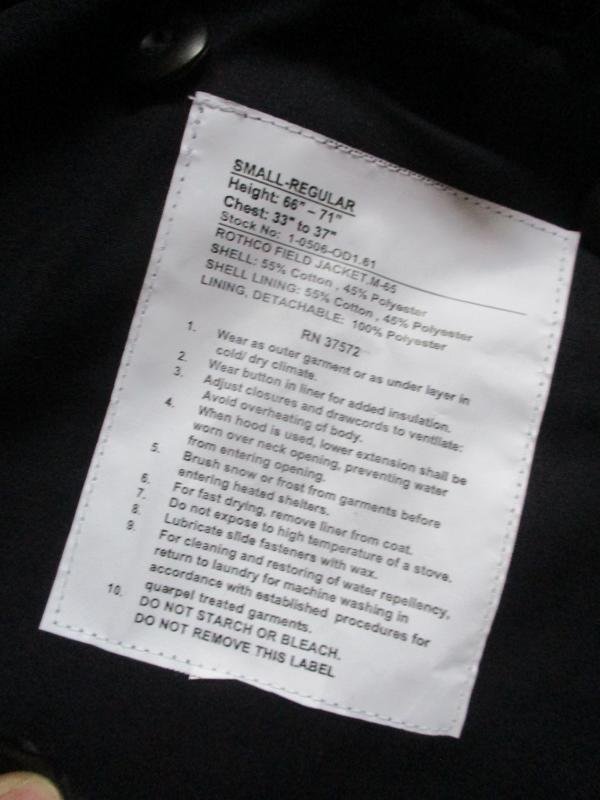 SMALL-REGULAR
Height: 66" – 71"
Chest: 33" to 37"
Stock No: 1-0506-OD1.61
ROTHCO FIELD JACKET,M-65
SHELL: 55% Cotton , 45% Polyester
SHELL LINING: 55% Cotton , 45% Polyester
LINING, DETACHABLE: 100% Polyester
RN 37572
1. Wear as outer garment or as under layer in
cold/ dry climate.
2. Wear button in liner for added insulation.
3. Adjust closures and drawcords to ventilate:
Avoid overheating of body.
4. When hood is used, lower extension shall be
worn over neck opening, preventing water
from entering opening.
5. Brush snow or frost from garments before
entering heated shelters.
6. For fast drying, remove liner from coat.
7. Do not expose to high temperature of a stove.
8. Lubricate slide fasteners with wax.
9. For cleaning and restoring of water repellency,
return to laundry for machine washing in
accordance with established procedures for
quarpel treated garments.
10. DO NOT STARCH OR BLEACH.
DO NOT REMOVE THIS LABEL